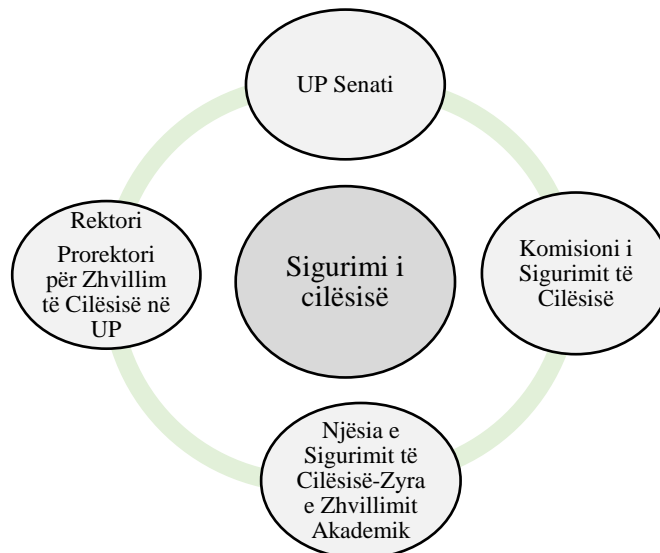 UP Senati
Rektori
Prorektori
për Zhvillim
të Cilësisë në
UP
Sigurimi i
cilësisë
Komisioni i
Sigurimit të
Cilësisë
Njësia e
Sigurimit të
Cilësisë-Zyra
e Zhvillimit
Akademik